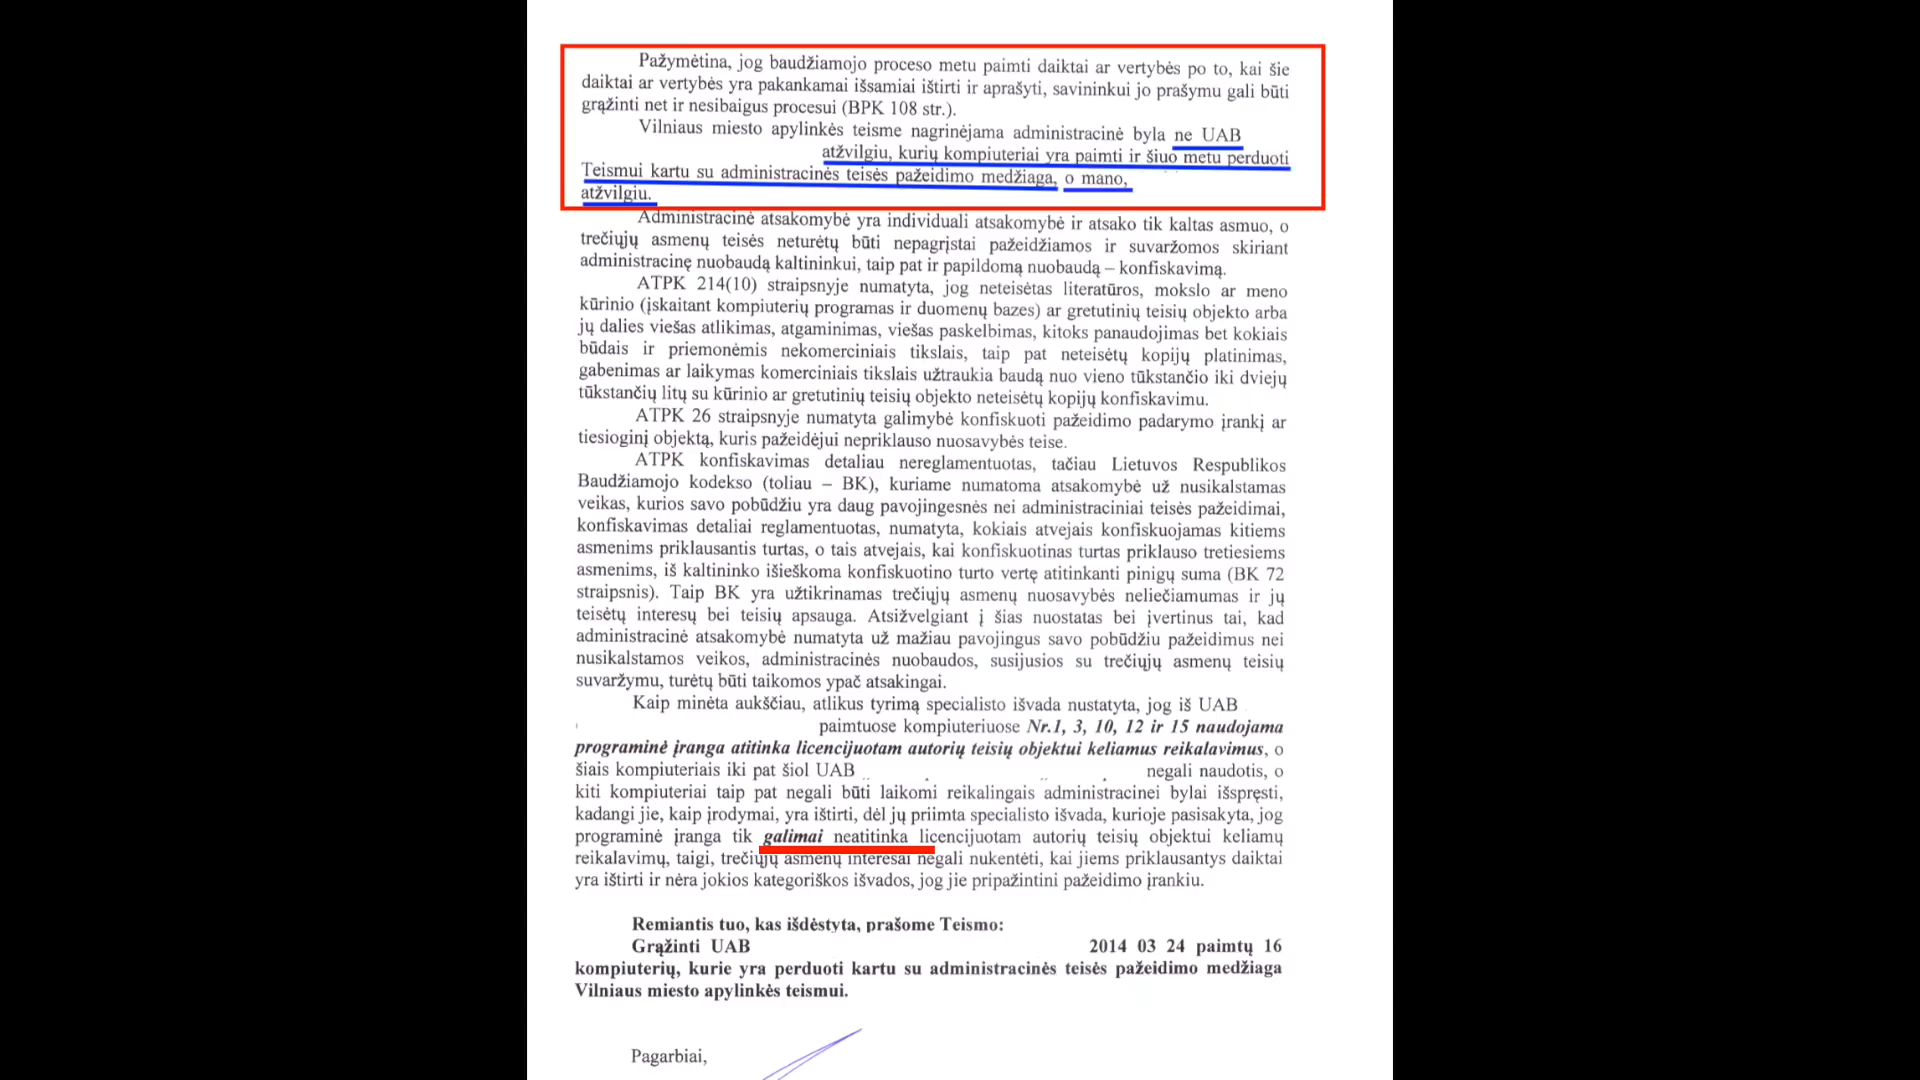 Pažymėtina, jog baudžiamojo proceso metu paimti daiktai ar vertybės po to, kai šie
daiktai ar vertybės yra pakankamai išsamiai ištirti ir aprašyti, savininkui jo prašymu gali būti
grąžinti net ir nesibaigus procesui (BPK 108 str.).
Vilniaus miesto apylinkės teisme nagrinėjama administracinė byla ne UAB
atžvilgiu, kurių kompiuteriai yra paimti ir šiuo metu perduoti
Teismui kartu su administracinės teisės pažeidimo medžiaga, o mano,
atžvilgiu.
Administracinė atsakomybė yra individuali atsakomybė ir atsako tik kaltas asmuo, o
trečiųjų asmenų teisės neturėtų būti nepagrįstai pažeidžiamos ir suvaržomos skiriant
administracinę nuobaudą kaltininkui, taip pat ir papildomą nuobaudą – konfiskavimą.
ATPK 214(10) straipsnyje numatyta, jog neteisėtas literatūros, mokslo ar meno
kūrinio (įskaitant kompiuterių programas ir duomenų bazes) ar gretutinių teisių objekto arba
jų dalies viešas atlikimas, atgaminimas, viešas paskelbimas, kitoks panaudojimas bet kokiais
būdais ir priemonėmis nekomerciniais tikslais, taip pat neteisėtų kopijų platinimas,
gabenimas ar laikymas komerciniais tikslais užtraukia baudą nuo vieno tūkstančio iki dviejų
tūkstančių litų su kūrinio ar gretutinių teisių objekto neteisėtų kopijų konfiskavimu.
ATPK 26 straipsnyje numatyta galimybė konfiskuoti pažeidimo padarymo įrankį ar
tiesioginį objektą, kuris pažeidėjui nepriklauso nuosavybės teise.
ATPK konfiskavimas detaliau nereglamentuotas, tačiau Lietuvos Respublikos
Baudžiamojo kodekso (toliau – BK), kuriame numatoma atsakomybė už nusikalstamas
veikas, kurios savo pobūdžiu yra daug pavojingesnės nei administraciniai teisės pažeidimai,
konfiskavimas detaliai reglamentuotas, numatyta, kokiais atvejais konfiskuojamas kitiems
asmenims priklausantis turtas, o tais atvejais, kai konfiskuotinas turtas priklauso tretiesiems
asmenims, iš kaltininko išieškoma konfiskuotino turto vertę atitinkanti pinigų suma (BK 72
straipsnis). Taip BK yra užtikrinamas trečiųjų asmenų nuosavybės neliečiamumas ir jų
teisėtų interesų bei teisių apsauga. Atsižvelgiant į šias nuostatas bei įvertinus tai, kad
administracinė atsakomybė numatyta už mažiau pavojingus savo pobūdžiu pažeidimus nei
nusikalstamos veikos, administracinės nuobaudos, susijusios su trečiųjų asmenų teisių
suvaržymu, turėtų būti taikomos ypač atsakingai.
Kaip minėta aukščiau, atlikus tyrimą specialisto išvada nustatyta, jog iš UAB
paimtuose kompiuteriuose Nr.1, 3, 10, 12 ir 15 naudojama
programinė įranga atitinka licencijuotam autorių teisių objektui keliamus reikalavimus, o
šiais kompiuteriais iki pat šiol UAB negali naudotis, o
kiti kompiuteriai taip pat negali būti laikomi reikalingais administracinei bylai išspręsti,
kadangi jie, kaip įrodymai, yra ištirti, dėl jų priimta specialisto išvada, kurioje pasisakyta, jog
programinė įranga tik galimai neatitinka licencijuotam autorių teisių objektui keliamų
reikalavimų, taigi, trečiųjų asmenų interesai negali nukentėti, kai jiems priklausantys daiktai
yra ištirti ir nėra jokios kategoriškos išvados, jog jie pripažintini pažeidimo įrankiu.
Remiantis tuo, kas išdėstyta, prašome Teismo:
Grąžinti UAB 2014 03 24 paimtų 16
kompiuterių, kurie yra perduoti kartu su administracinės teisės pažeidimo medžiaga
Vilniaus miesto apylinkės teismui.
Pagarbiai,